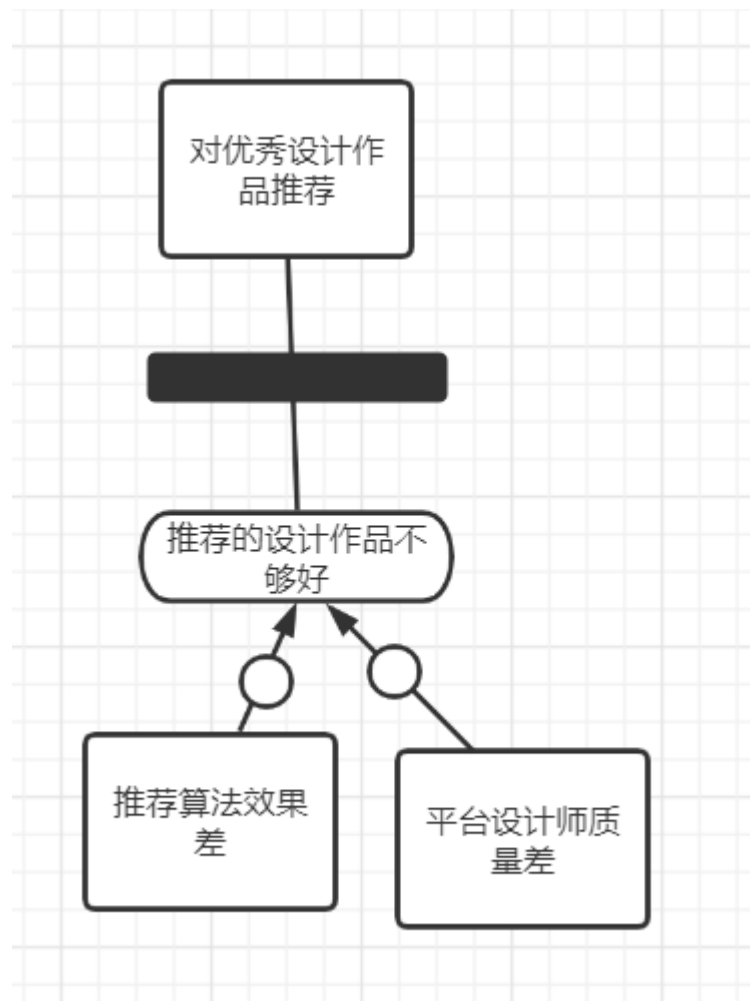 对优秀设计作
品推荐
推荐的设计作品不
够好
推荐算法效果
差
平台设计师质
量差